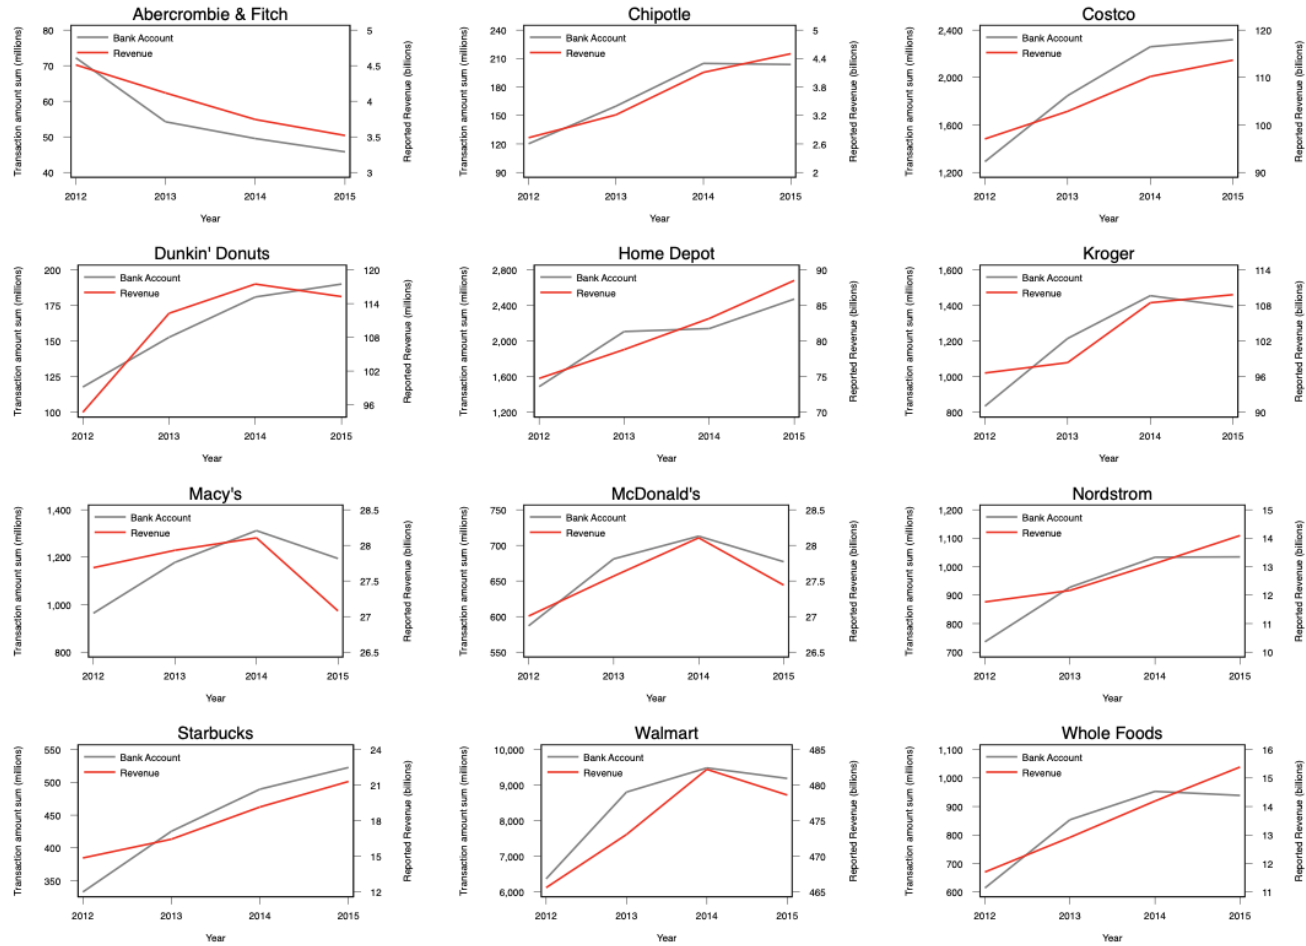 Abercrombie & Fitch
Transaction amount sum (millions)
80
70
60
50
40
Bank Account
Revenue
5
4.5
4
3.5
3
Reported Revenue (billions)
2012 2013 2014 2015
Year
Chipotle
Transaction amount sum (millions)
240
210
180
150
120
90
Bank Account
Revenue
5
4.4
3.8
3.2
2.6
2
Reported Revenue (billions)
2012 2013 2014 2015
Year
Costco
Transaction amount sum (millions)
2,400
2,000
1,600
1,200
Bank Account
Revenue
120
110
100
90
Reported Revenue (billions)
2012 2013 2014 2015
Year
Dunkin' Donuts
Transaction amount sum (millions)
200
175
150
125
100
Bank Account
Revenue
120
114
108
102
96
Reported Revenue (millions)
2012 2013 2014 2015
Year
Home Depot
Transaction amount sum (millions)
2,800
2,400
2,000
1,600
1,200
Bank Account
Revenue
90
85
80
75
70
Reported Revenue (billions)
2012 2013 2014 2015
Year
Kroger
Transaction amount sum (millions)
1,600
1,400
1,200
1,000
800
Bank Account
Revenue
114
108
102
96
90
Reported Revenue (billions)
2012 2013 2014 2015
Year
Macy's
Transaction amount sum (millions)
1,400
1,200
1,000
800
Bank Account
Revenue
28.5
28
27.5
27
26.5
Reported Revenue (billions)
2012 2013 2014 2015
Year
McDonald's
Transaction amount sum (millions)
750
700
650
600
550
Bank Account
Revenue
28.5
28
27.5
27
26.5
Reported Revenue (billions)
2012 2013 2014 2015
Year
Nordstrom
Transaction amount sum (millions)
1,200
1,100
1,000
900
800
700
Bank Account
Revenue
15
14
13
12
11
10
Reported Revenue (billions)
2012 2013 2014 2015
Year
Starbucks
Transaction amount sum (millions)
550
500
450
400
350
Bank Account
Revenue
24
21
18
15
12
Reported Revenue (billions)
2012 2013 2014 2015
Year
Walmart
Transaction amount sum (millions)
10,000
9,000
8,000
7,000
6,000
Bank Account
Revenue
485
480
475
470
465
Reported Revenue (billions)
2012 2013 2014 2015
Year
Whole Foods
Transaction amount sum (millions)
1,100
1,000
900
800
700
600
Bank Account
Revenue
16
15
14
13
12
11
Reported Revenue (billions)
2012 2013 2014 2015
Year